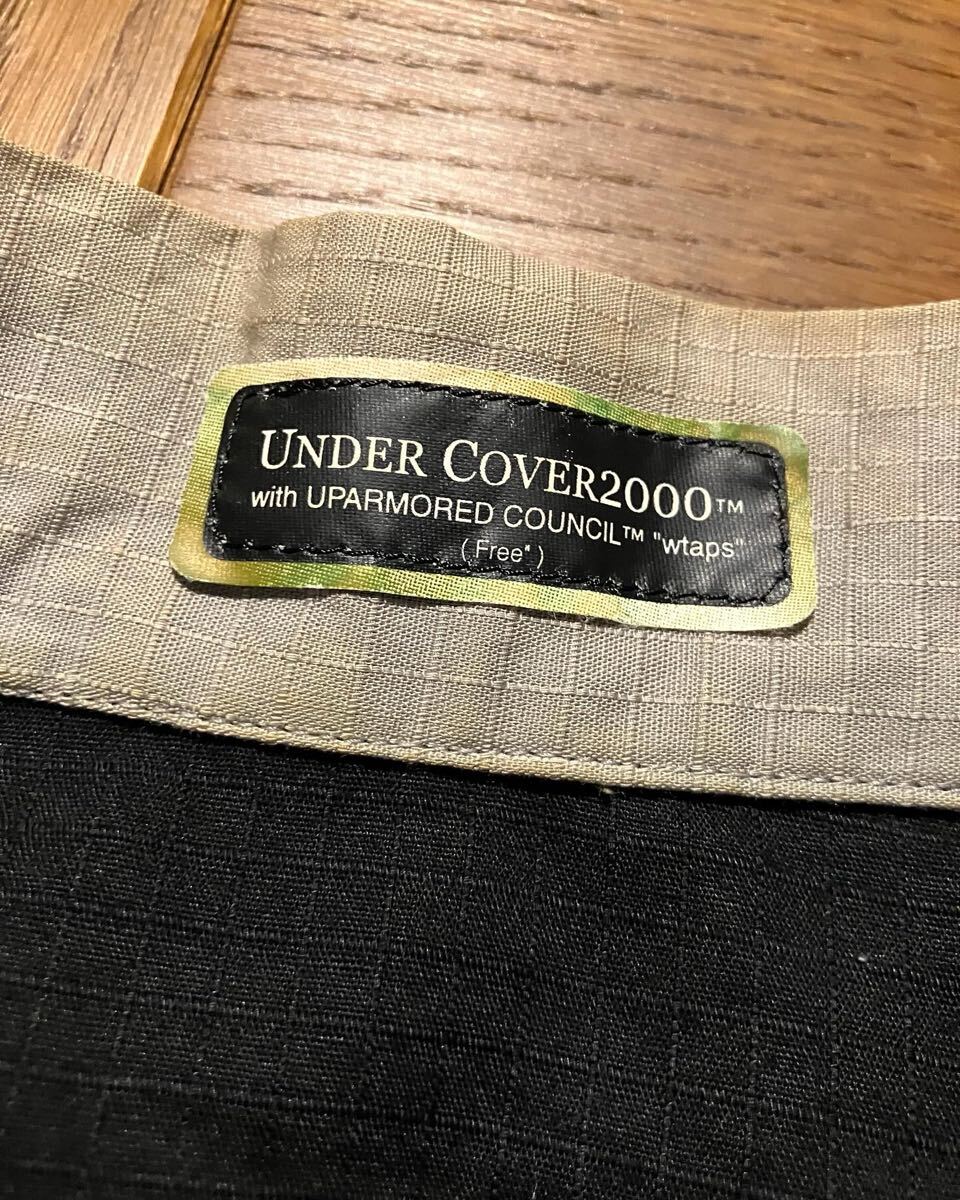 UNDER COVER2000™
with UPARMORED COUNCIL™ "wtaps"
(Free")